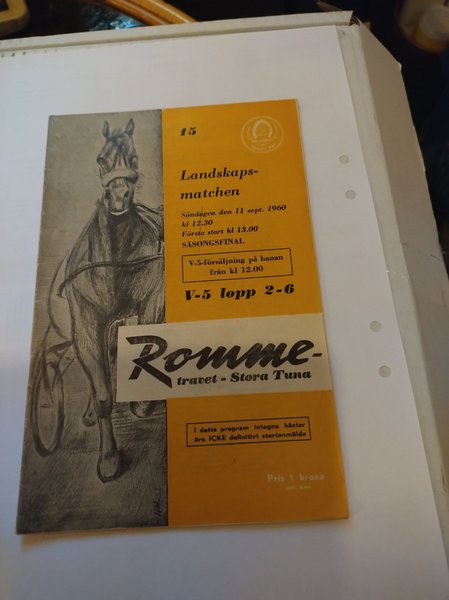 15
Landskaps-
matchen
Söndagen den 11 sept. 1960
kl 12.30
Första start kl 13.00
SÄSONGSFINAL
V-5-försäljning på banan
från kl 12.00
V-5 lopp 2-6
Romme-
travet - Stora Tuna
I detta program intagna hästar
äro ICKE definitivt startanmälda
Pris 1 krona